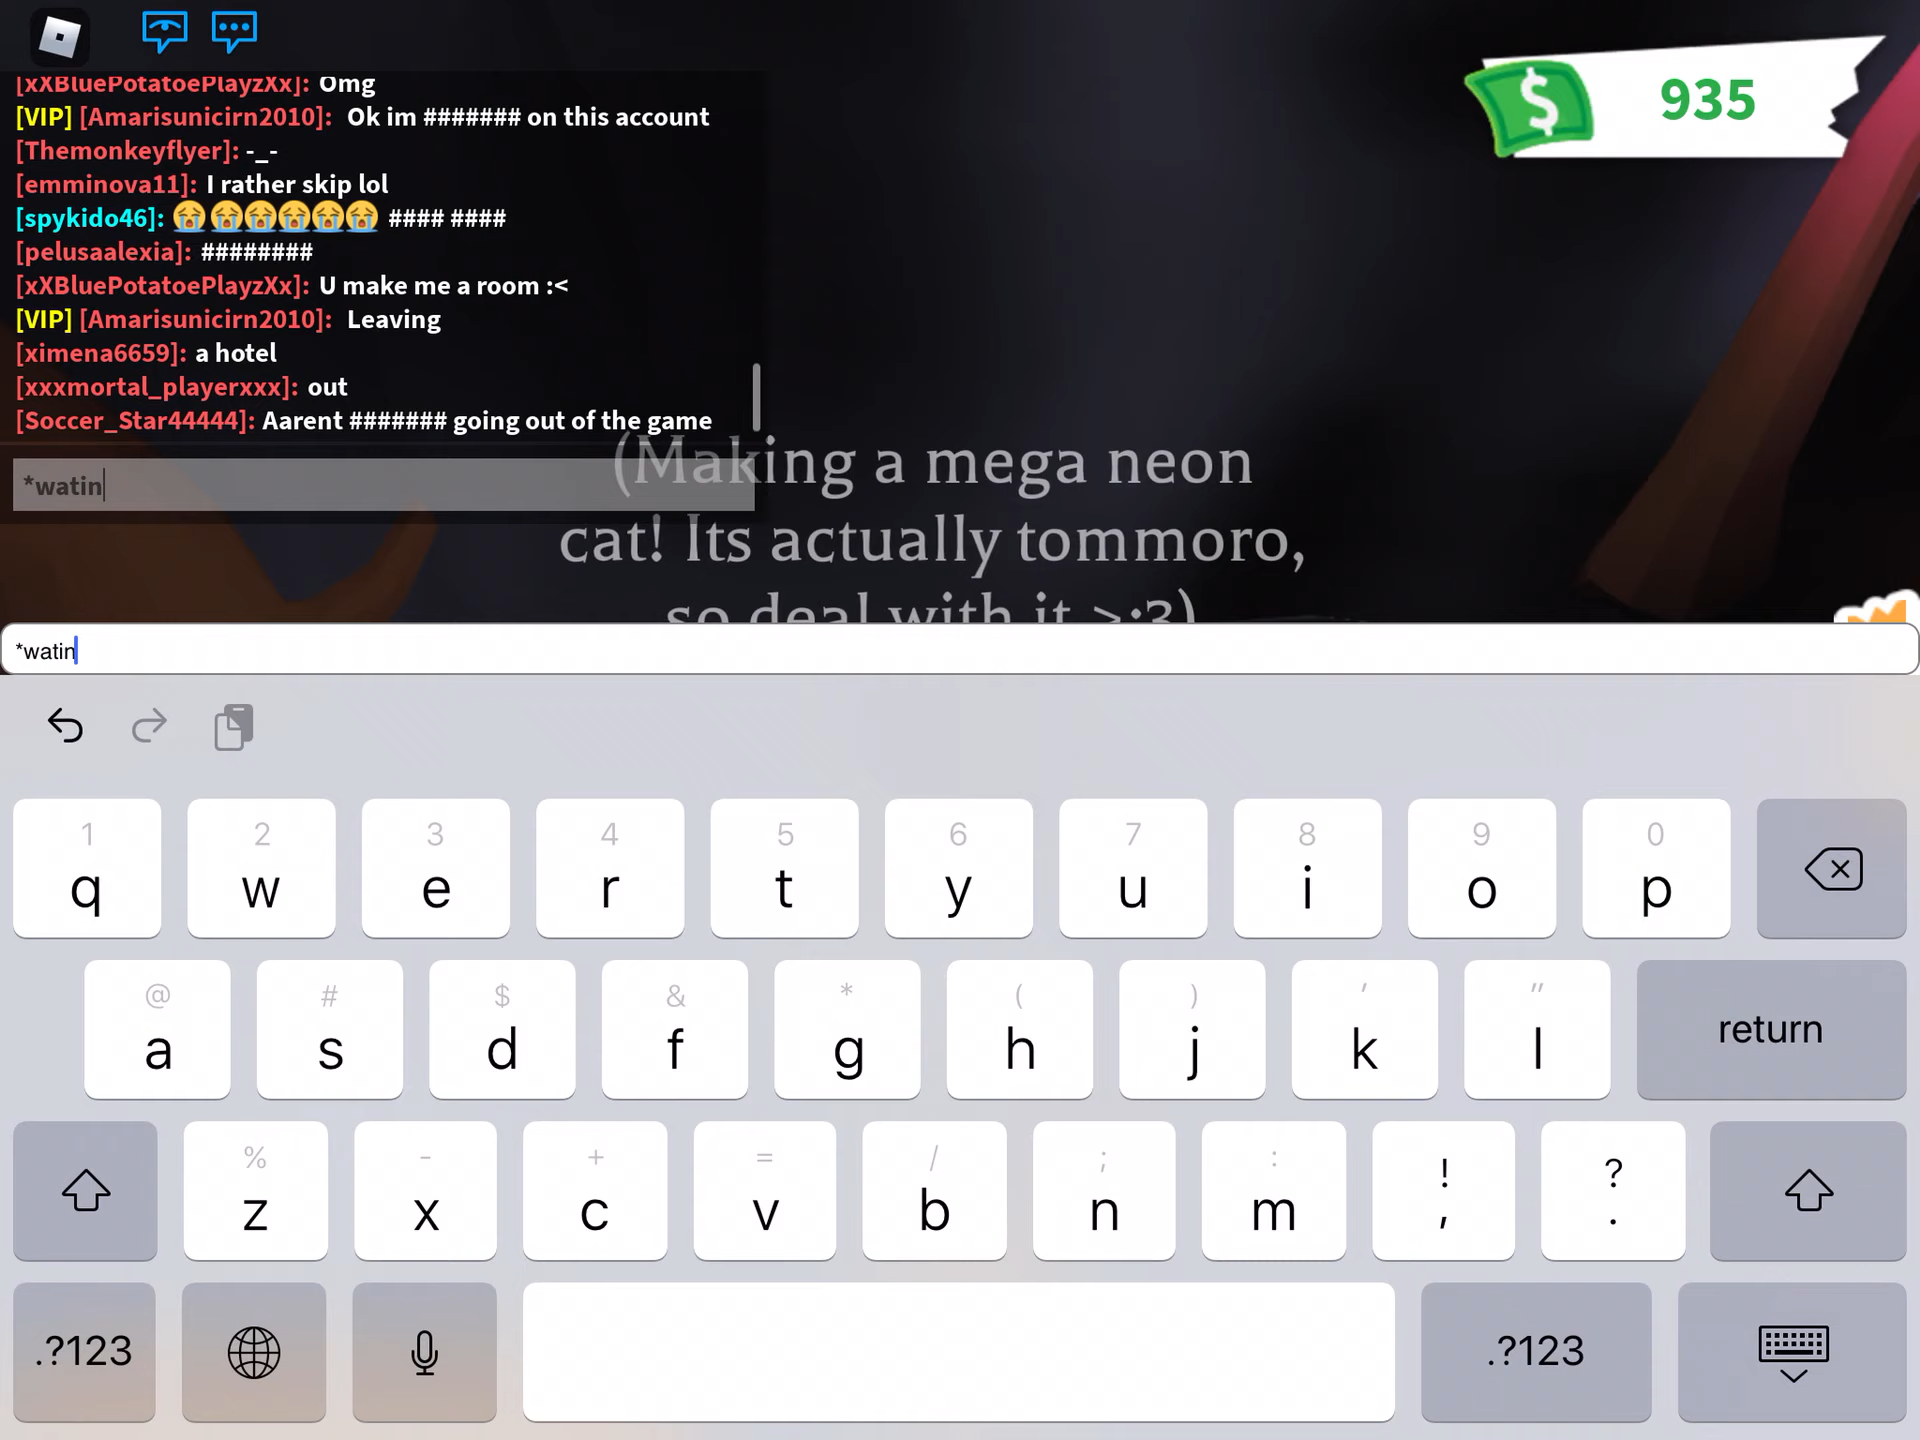 [xXBluePotatoePlayzXx]: Omg
[VIP] [Amarisunicirn2010]: Ok im ####### on this account
[Themonkeyflyer]: -_-
[emminova11]: I rather skip lol
[spykido46]: 😭😭😭😭😭😭 #### ####
[pelusaalexia]: ########
[xXBluePotatoePlayzXx]: U make me a room :<
[VIP] [Amarisunicirn2010]: Leaving
[ximena6659]: a hotel
[xxxmortal_playerxxx]: out
[Soccer_Star44444]: Aarent ####### going out of the game
*watin
935
(Making a mega neon
cat! Its actually tommoro,
so deal with it >:3)
*watin
1 2 3 4 5 6 7 8 9 0
q w e r t y u i o p
@ # $ & * ( ) ' "
a s d f g h j k l return
% - + = / ; : ! ?
z x c v b n m , .
.?123 .?123